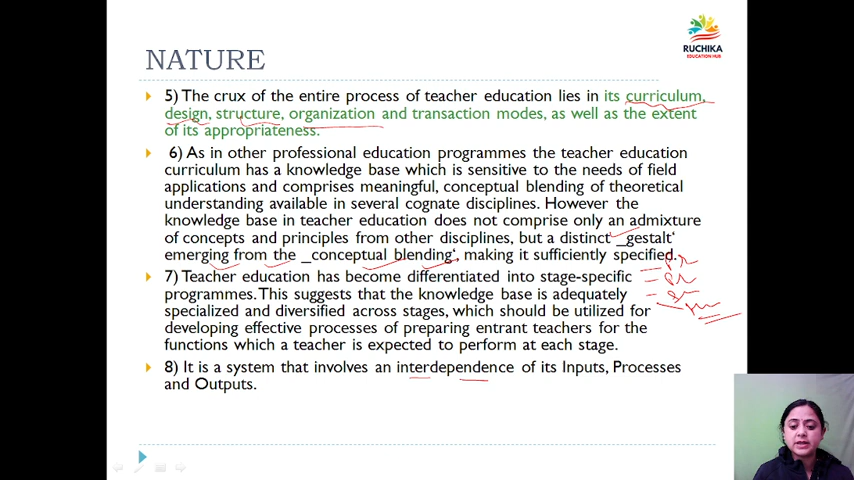 RUCHIKA
EDUCATION HUB
NATURE
5) The crux of the entire process of teacher education lies in its curriculum,
design, structure, organization and transaction modes, as well as the extent
of its appropriateness.
6) As in other professional education programmes the teacher education
curriculum has a knowledge base which is sensitive to the needs of field
applications and comprises meaningful, conceptual blending of theoretical
understanding available in several cognate disciplines. However the
knowledge base in teacher education does not comprise only an admixture
of concepts and principles from other disciplines, but a distinct _gestalt‘
emerging from the _conceptual blending‘, making it sufficiently specified.
7) Teacher education has become differentiated into stage-specific
programmes. This suggests that the knowledge base is adequately
specialized and diversified across stages, which should be utilized for
developing effective processes of preparing entrant teachers for the
functions which a teacher is expected to perform at each stage.
8) It is a system that involves an interdependence of its Inputs, Processes
and Outputs.